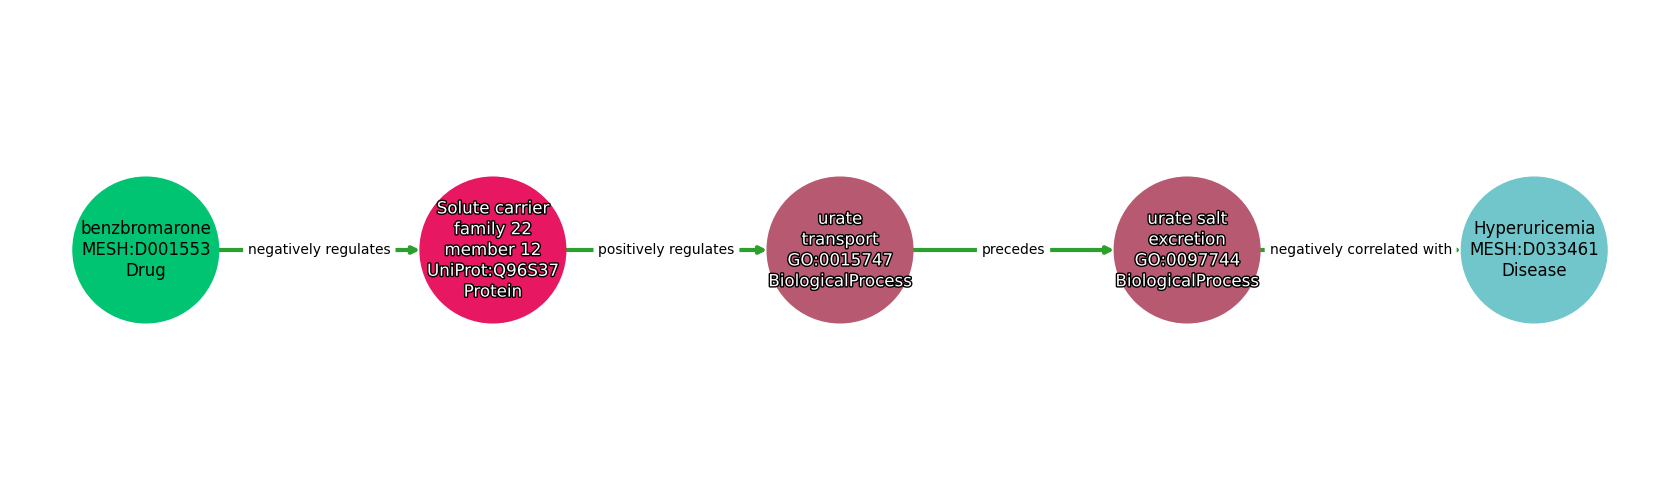 benzbromarone
MESH:D001553
Drug
negatively regulates
Solute carrier
family 22
member 12
UniProt:Q96S37
Protein
positively regulates
urate
transport
GO:0015747
BiologicalProcess
precedes
urate salt
excretion
GO:0097744
BiologicalProcess
negatively correlated with
Hyperuricemia
MESH:D033461
Disease